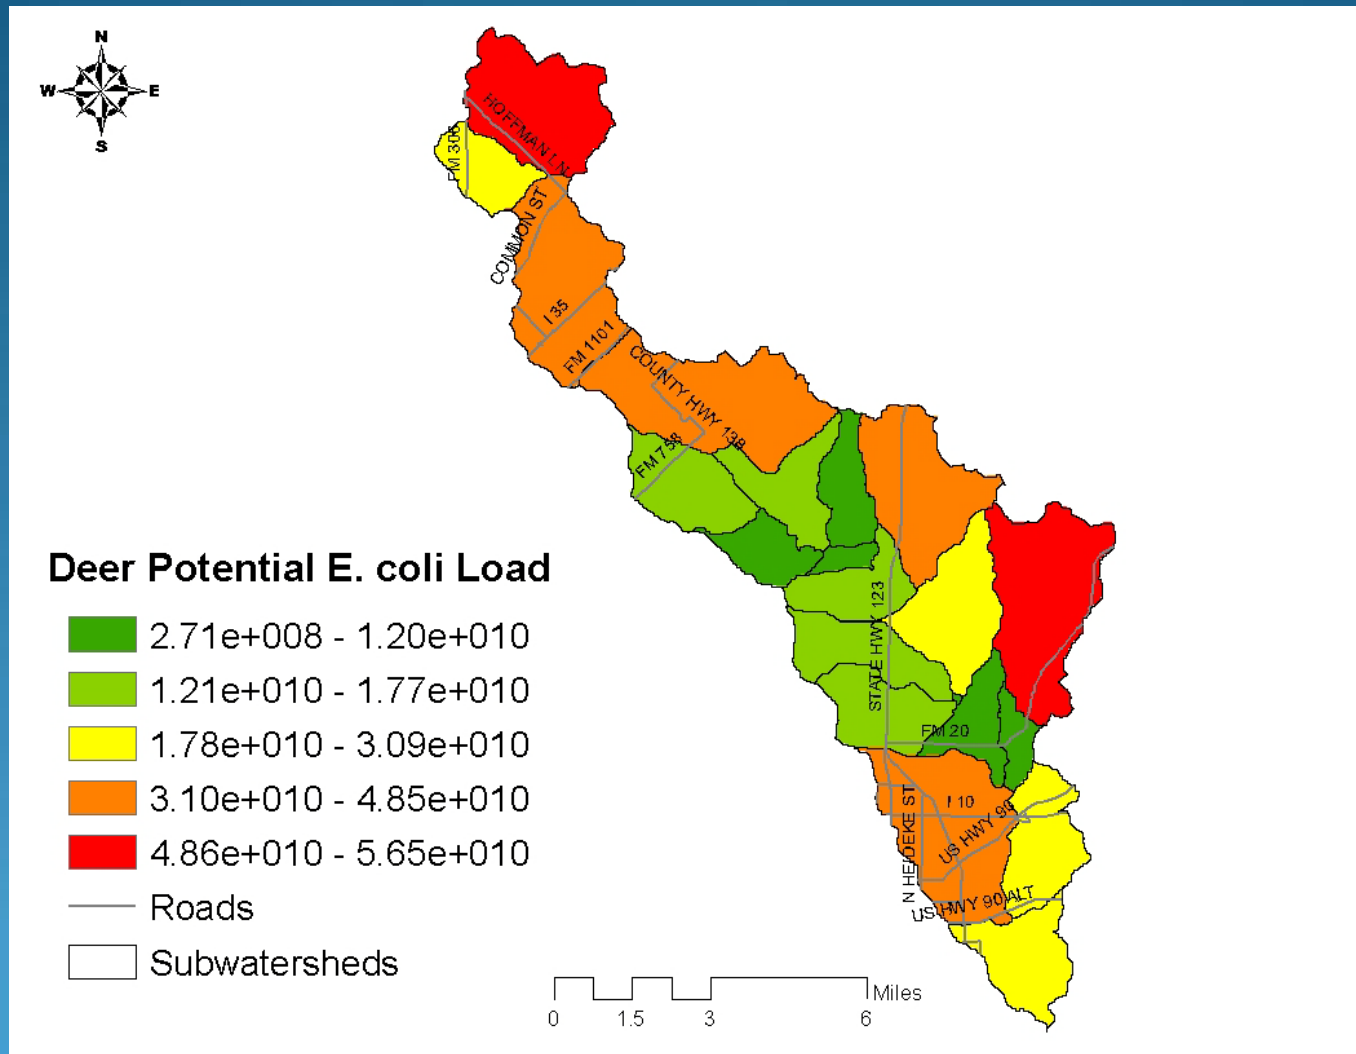 N
W
E
S
HOFFMAN LN
FM 306
COMMON ST
I 35
FM 1101
COUNTY HWY 138
FM 758
STATE HWY 123
FM 20
I 10
US HWY 90
N HEIDEKE ST
US HWY 90 ALT
Deer Potential E. coli Load
2.71e+008 - 1.20e+010
1.21e+010 - 1.77e+010
1.78e+010 - 3.09e+010
3.10e+010 - 4.85e+010
4.86e+010 - 5.65e+010
Roads
Subwatersheds
Miles
0 1.5 3 6